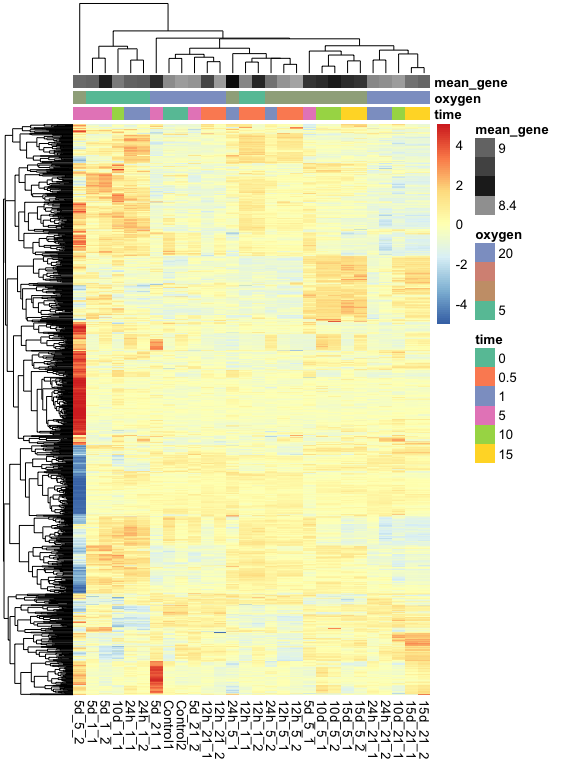 mean_gene
oxygen
time
4
2
0
-2
-4
mean_gene
9
8.4
oxygen
20
5
time
0
0.5
1
5
10
15
5d_5_2
5d_1_1
5d_1_2
10d_1_1
24h_1_1
24h_1_2
5d_21_1
Control1
Control2
5d_21_2
12h_21_1
12h_21_2
24h_5_1
12h_1_1
12h_1_2
24h_5_2
12h_5_1
12h_5_2
5d_5_1
10d_5_1
10d_5_2
15d_5_1
15d_5_2
24h_21_1
24h_21_2
10d_21_1
15d_21_1
15d_21_2